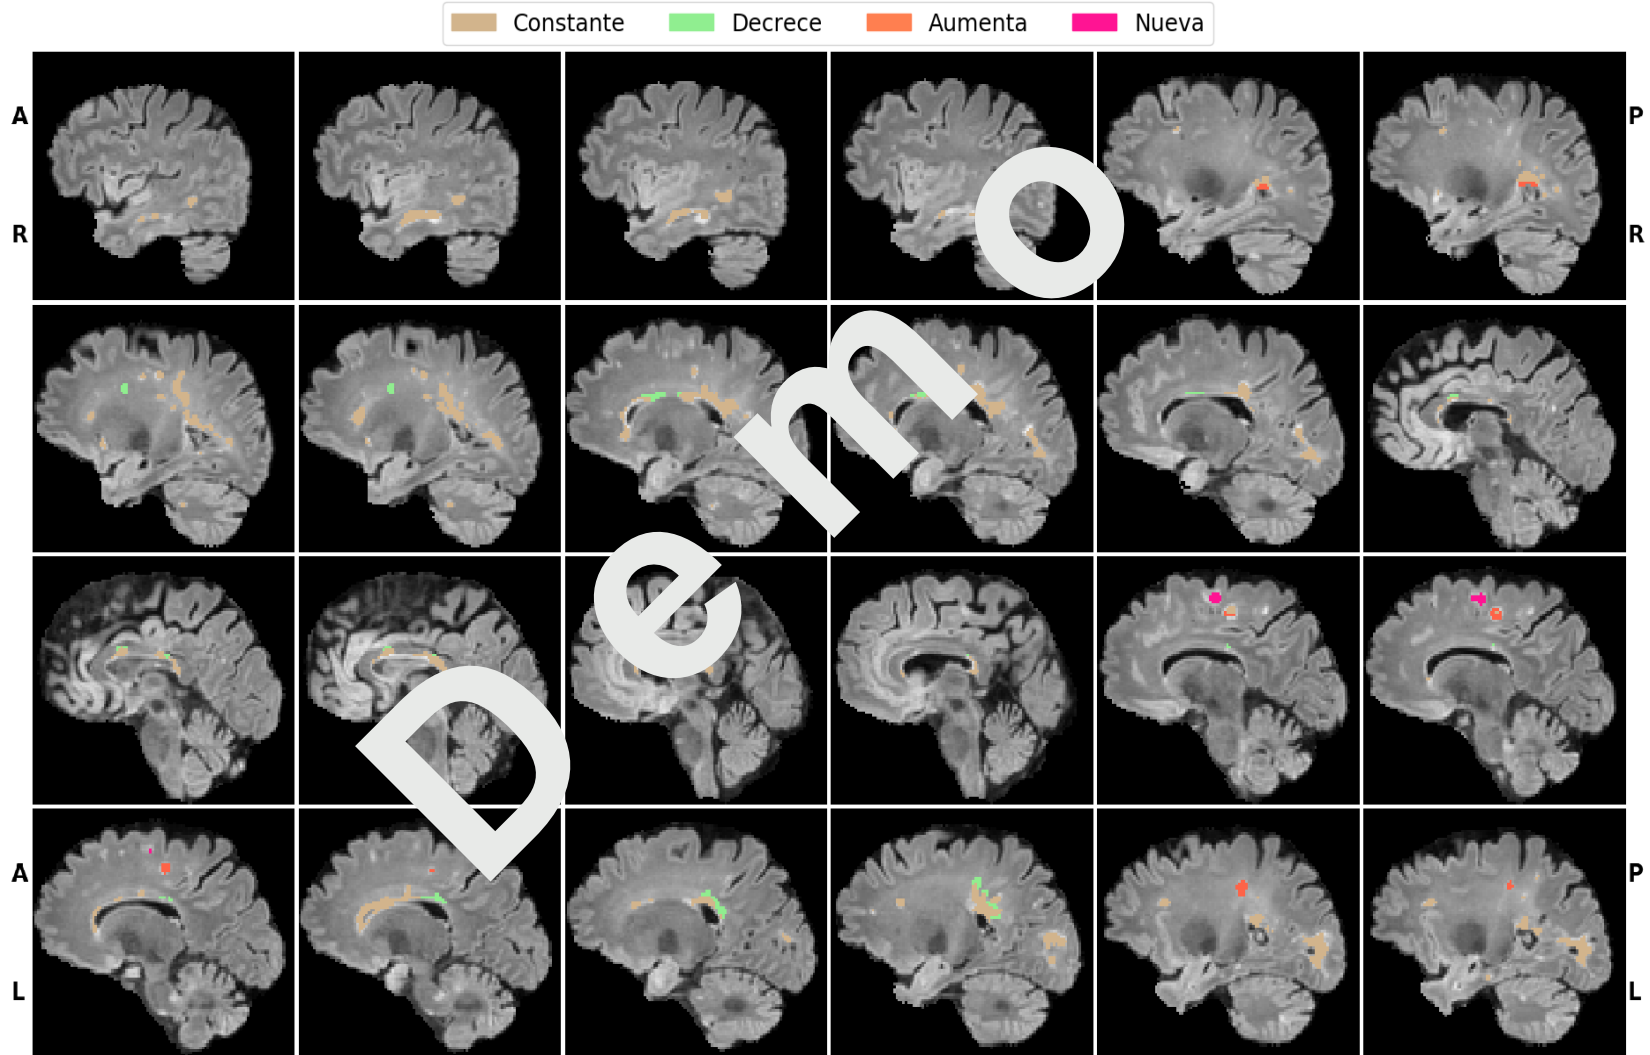 Constante Decrece Aumenta Nueva
A P
R R
Demo
A P
L L